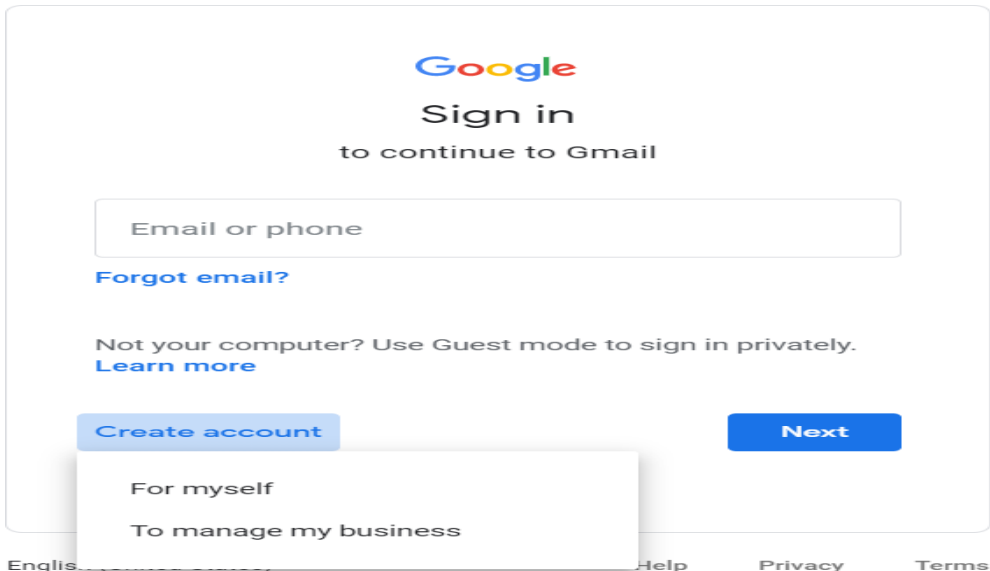 Google
Sign in
to continue to Gmail
Email or phone
Forgot email?
Not your computer? Use Guest mode to sign in privately.
Learn more
Create account
Next
For myself
To manage my business
Help
Privacy
Terms